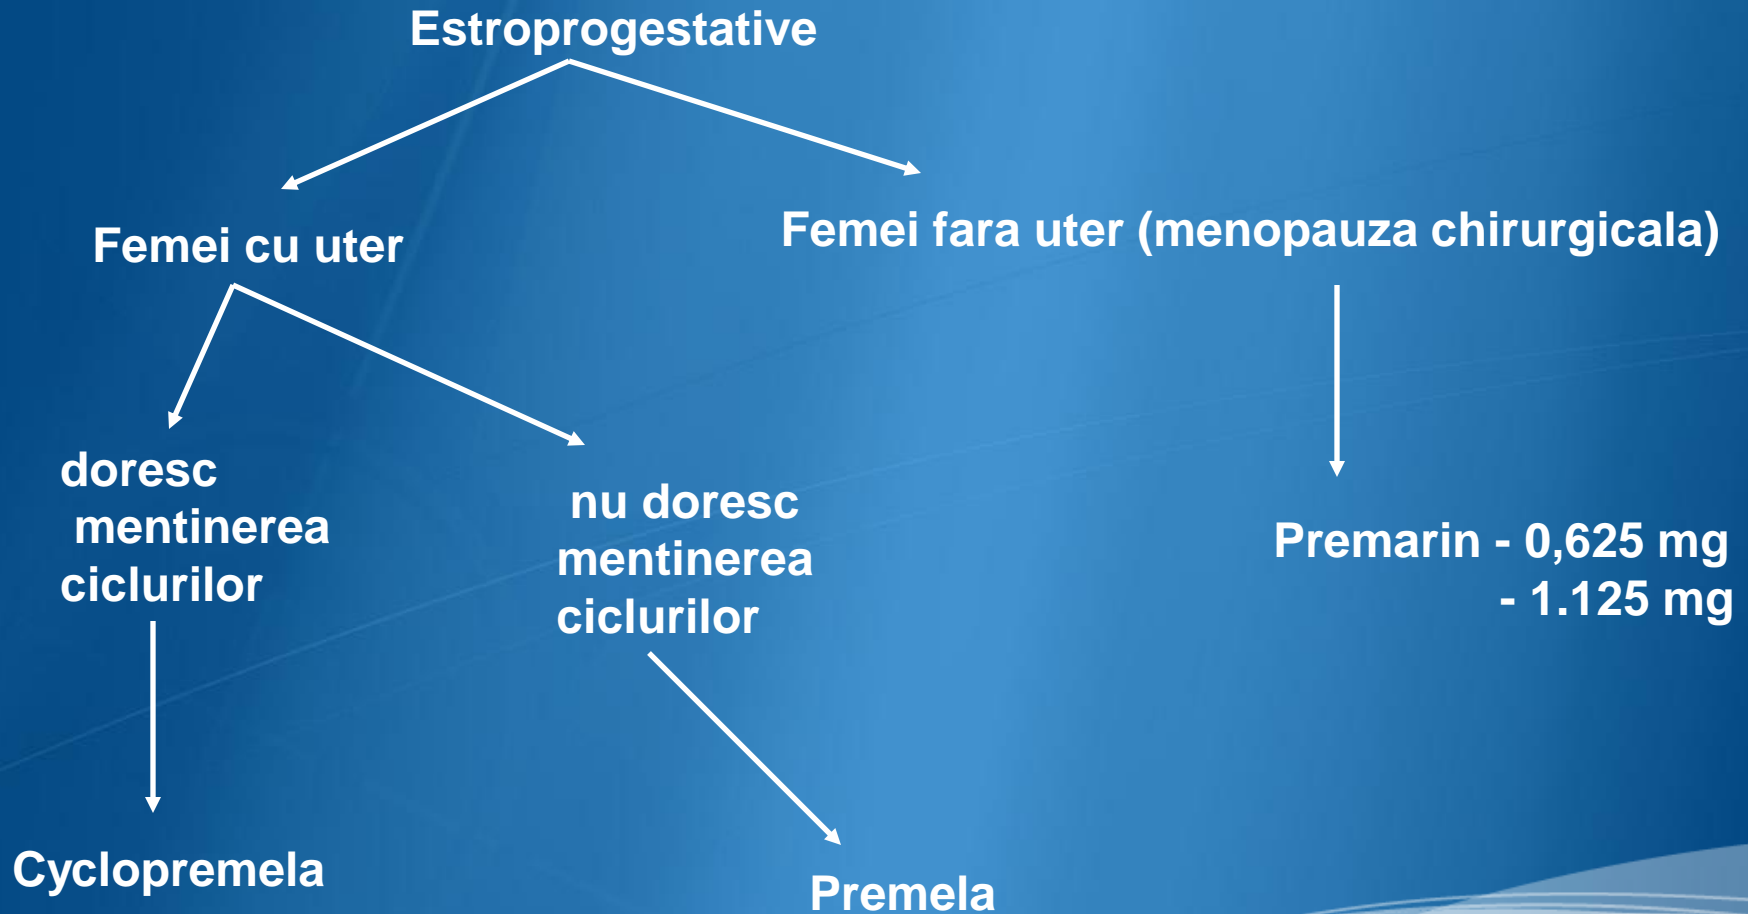 Estroprogestative
Femei cu uter
Femei fara uter (menopauza chirurgicala)
doresc
mentinerea
ciclurilor
nu doresc
mentinerea
ciclurilor
Premarin - 0,625 mg
- 1.125 mg
Cyclopremela
Premela